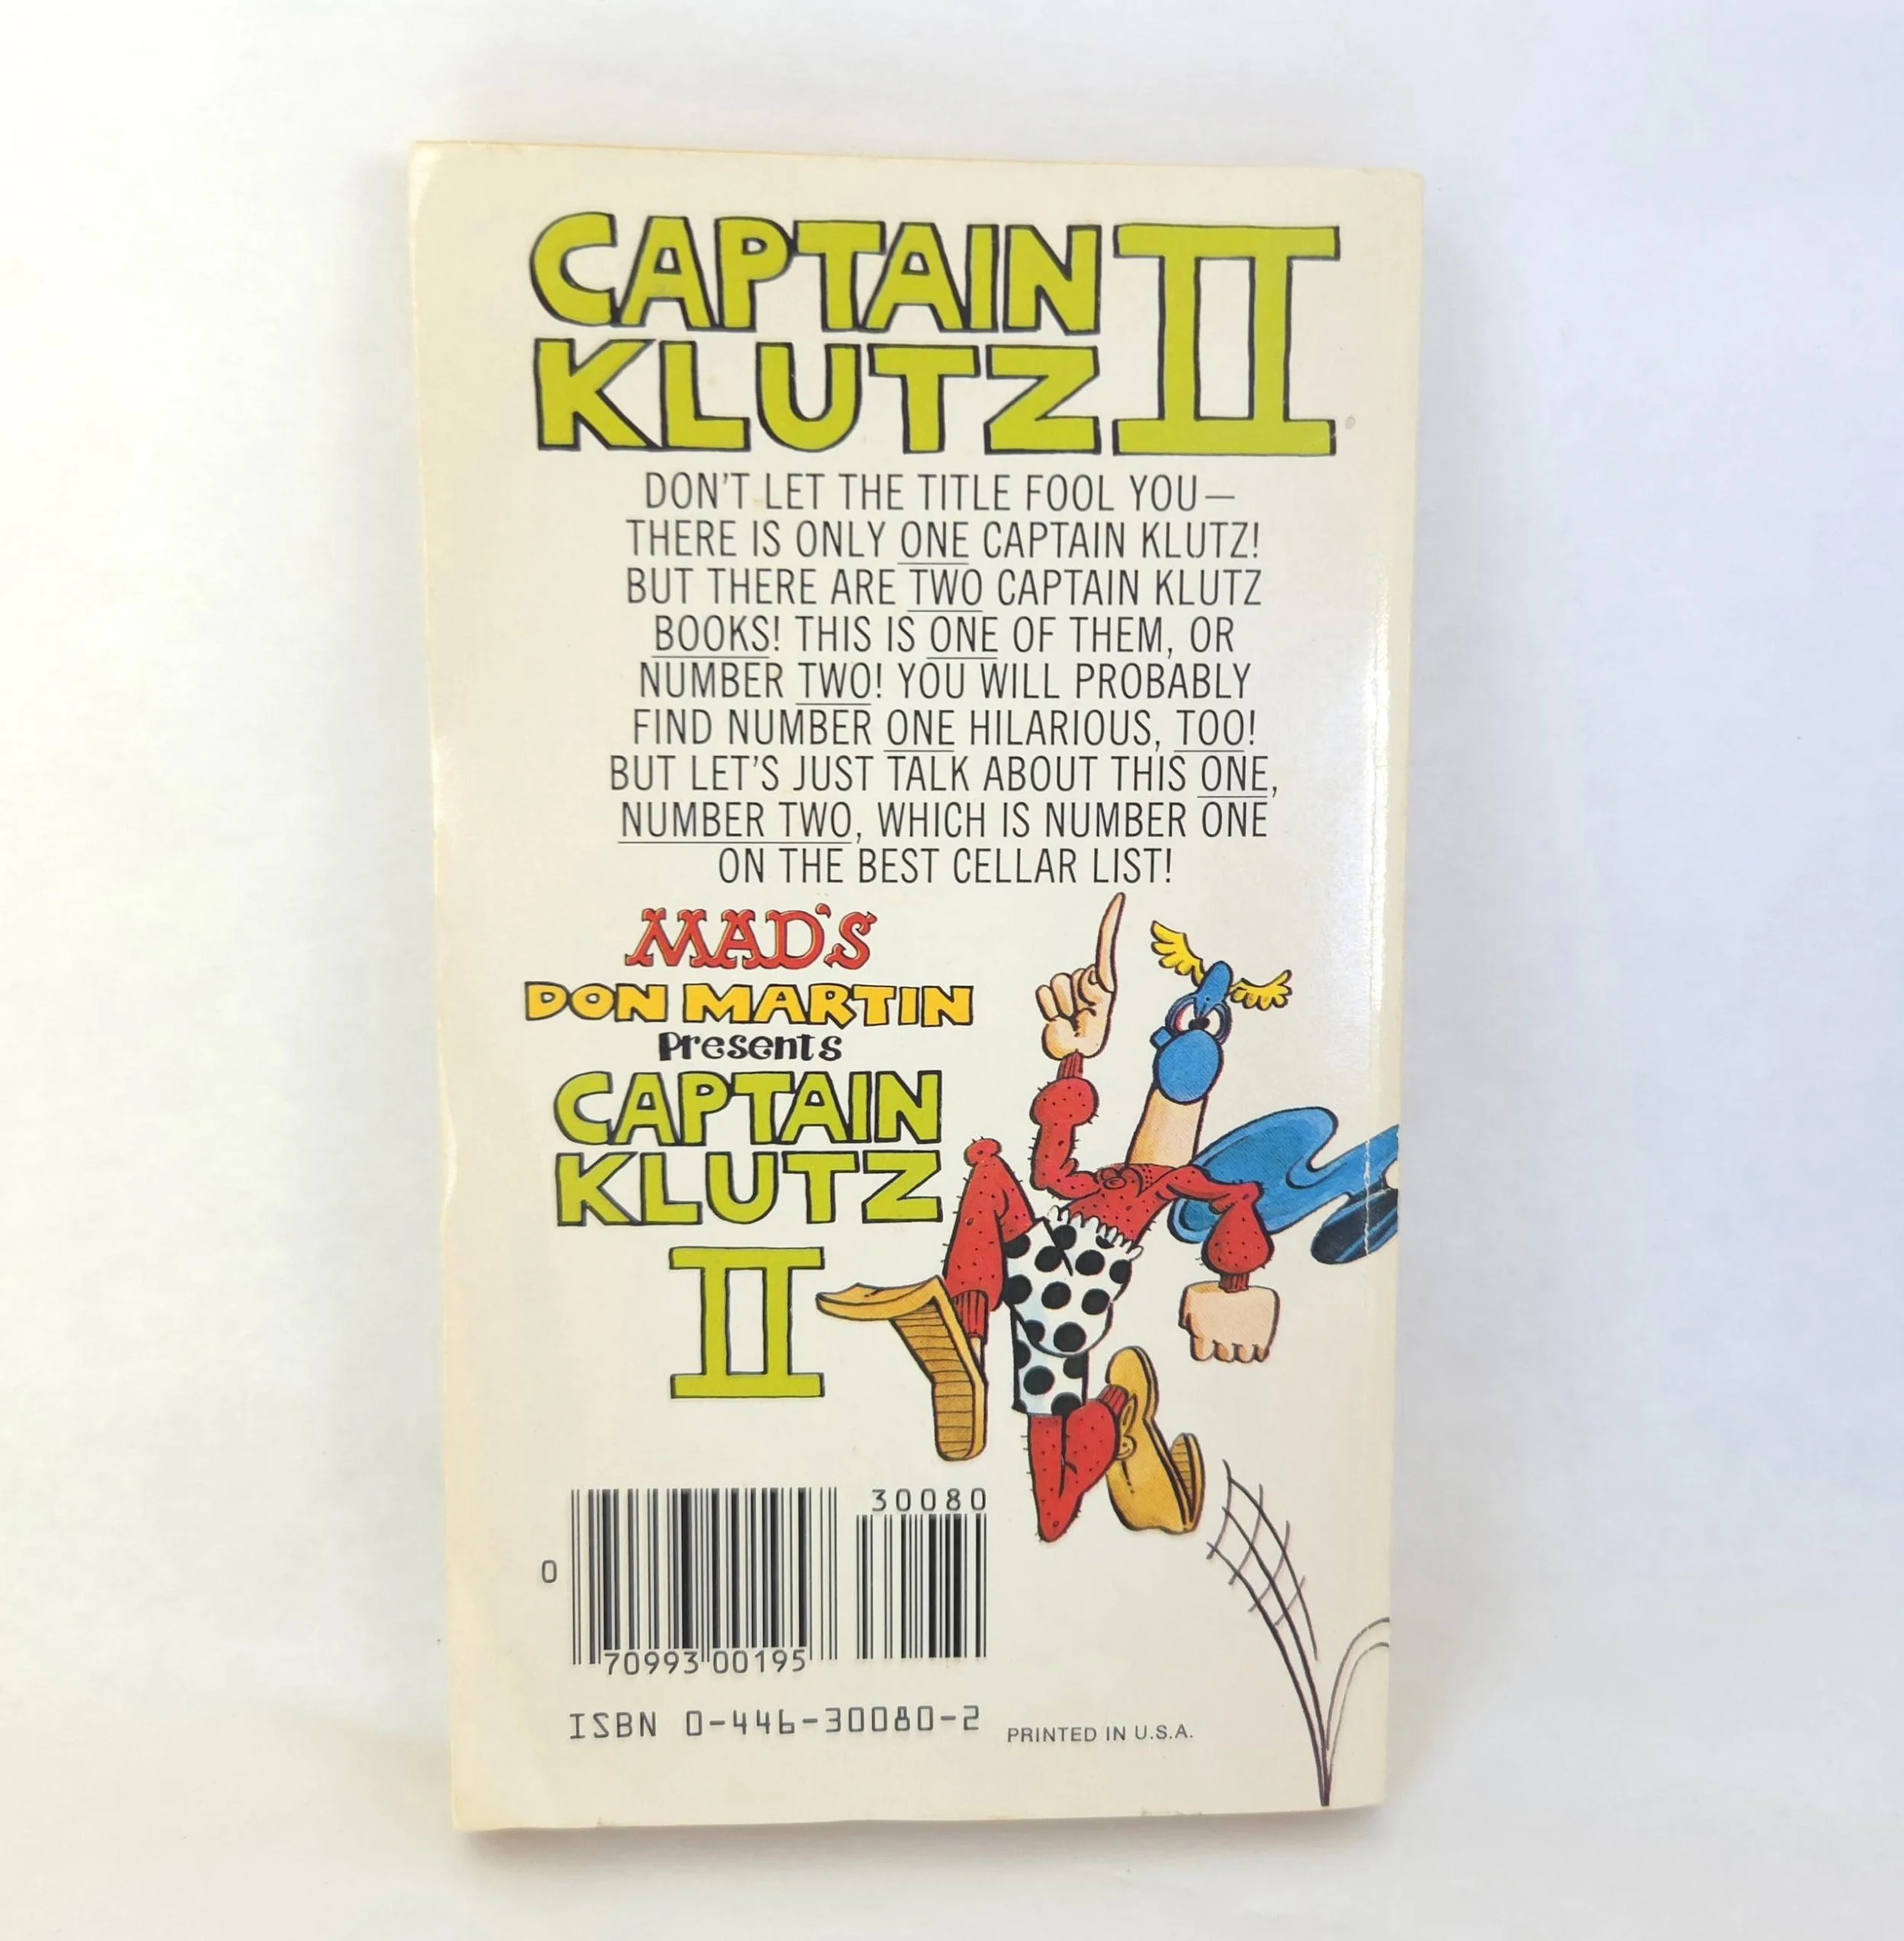 CAPTAIN II
KLUTZ
DON'T LET THE TITLE FOOL YOU—
THERE IS ONLY ONE CAPTAIN KLUTZ!
BUT THERE ARE TWO CAPTAIN KLUTZ
BOOKS! THIS IS ONE OF THEM, OR
NUMBER TWO! YOU WILL PROBABLY
FIND NUMBER ONE HILARIOUS, TOO!
BUT LET'S JUST TALK ABOUT THIS ONE,
NUMBER TWO, WHICH IS NUMBER ONE
ON THE BEST CELLAR LIST!
MAD'S
DON MARTIN
Presents
CAPTAIN
KLUTZ
II
30080
0
70993 00195
ISBN 0-446-30080-2
PRINTED IN U.S.A.